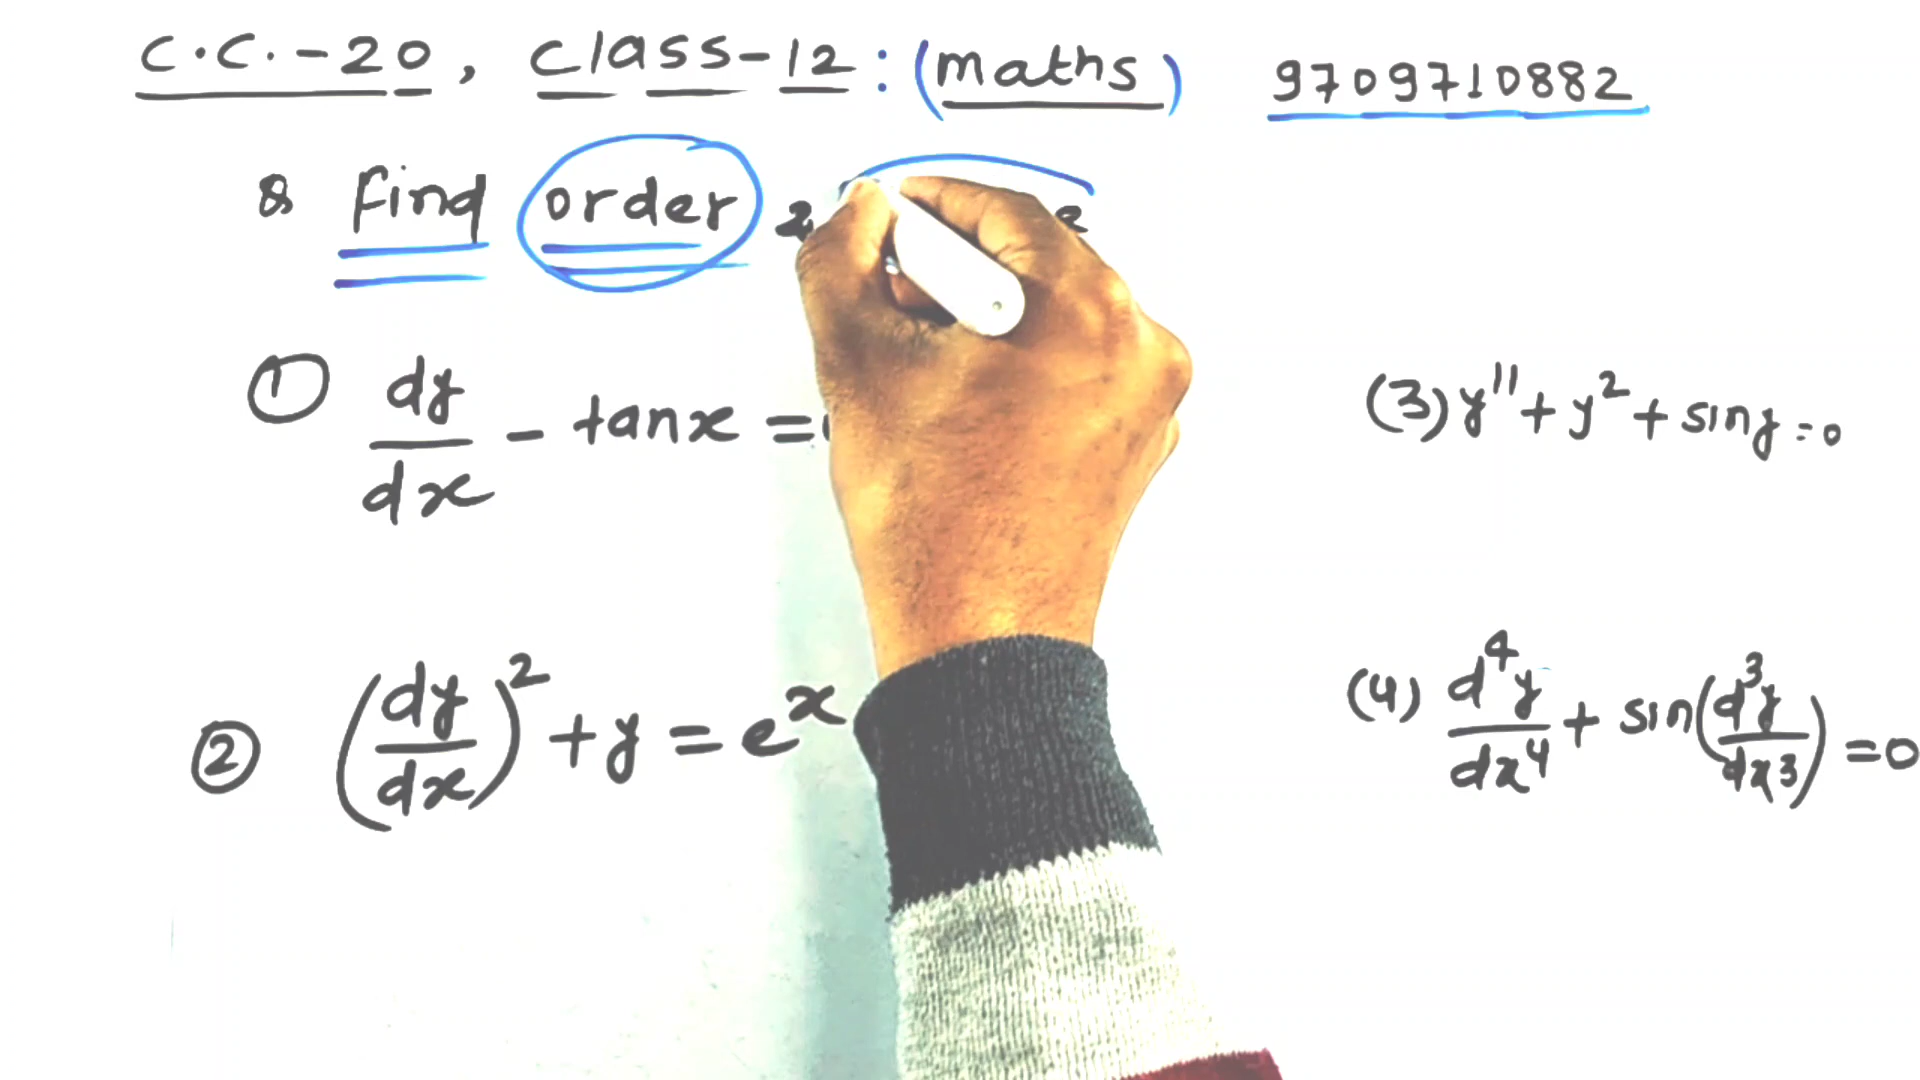 C.C.-20, Class-12: (maths) 9709710882
Q Find order
① dy/dx - tanx =
(3) y'' + y² + siny = 0
② (dy/dx)² + y = e^x
(4) d⁴y/dx⁴ + sin(d³y/dx³) = 0